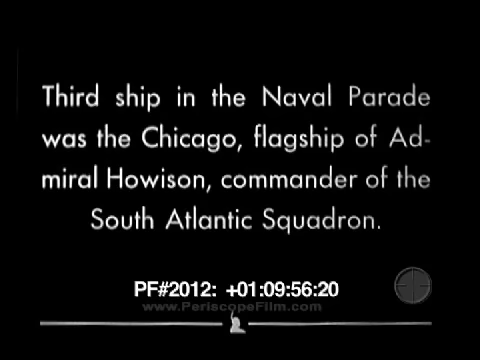 Third ship in the Naval Parade
was the Chicago, flagship of Ad-
miral Howison, commander of the
South Atlantic Squadron.
PF#2012: +01:09:56:20
www.PeriscopeFilm.com